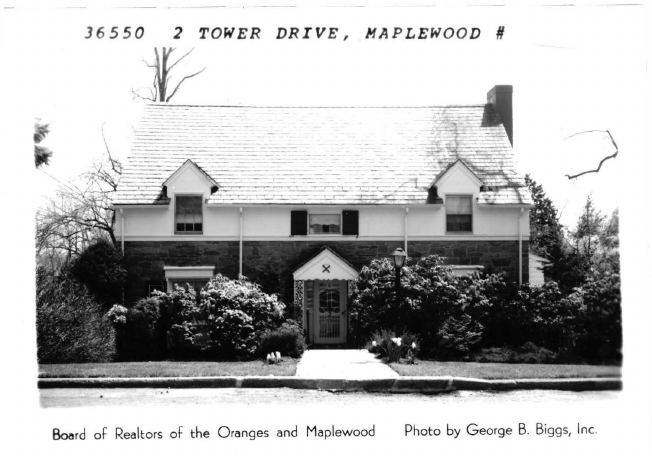 36550 2 TOWER DRIVE, MAPLEWOOD #
Board of Realtors of the Oranges and Maplewood Photo by George B. Biggs, Inc.